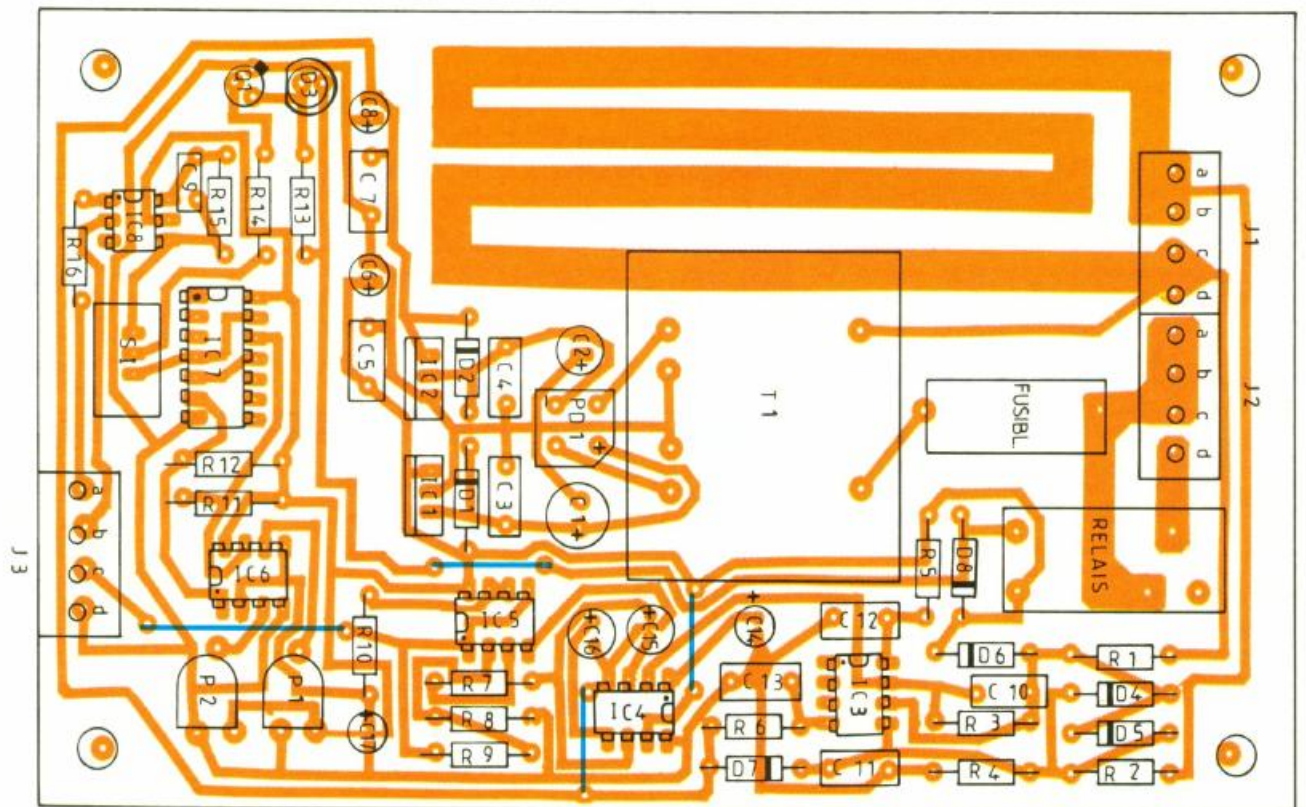 Q1
D3
C8+
C9
R15
R14
R13
C7
IC8
R16
C6+
S1
IC7
C5
IC2
D2
C4
C2+
PD1
-
+
T1
FUSIBL.
J1
a
b
c
d
J2
a
b
c
d
R12
R11
IC1
D1
C3
C1+
J3
a
b
c
d
IC6
R10
IC5
+C16
+C15
+
C14
C12
R5
D8
RELAIS
P2
P1
+C17
R7
R8
R9
IC4
C13
R6
D7
IC3
C11
D6
C10
R3
R4
R1
D4
D5
R2